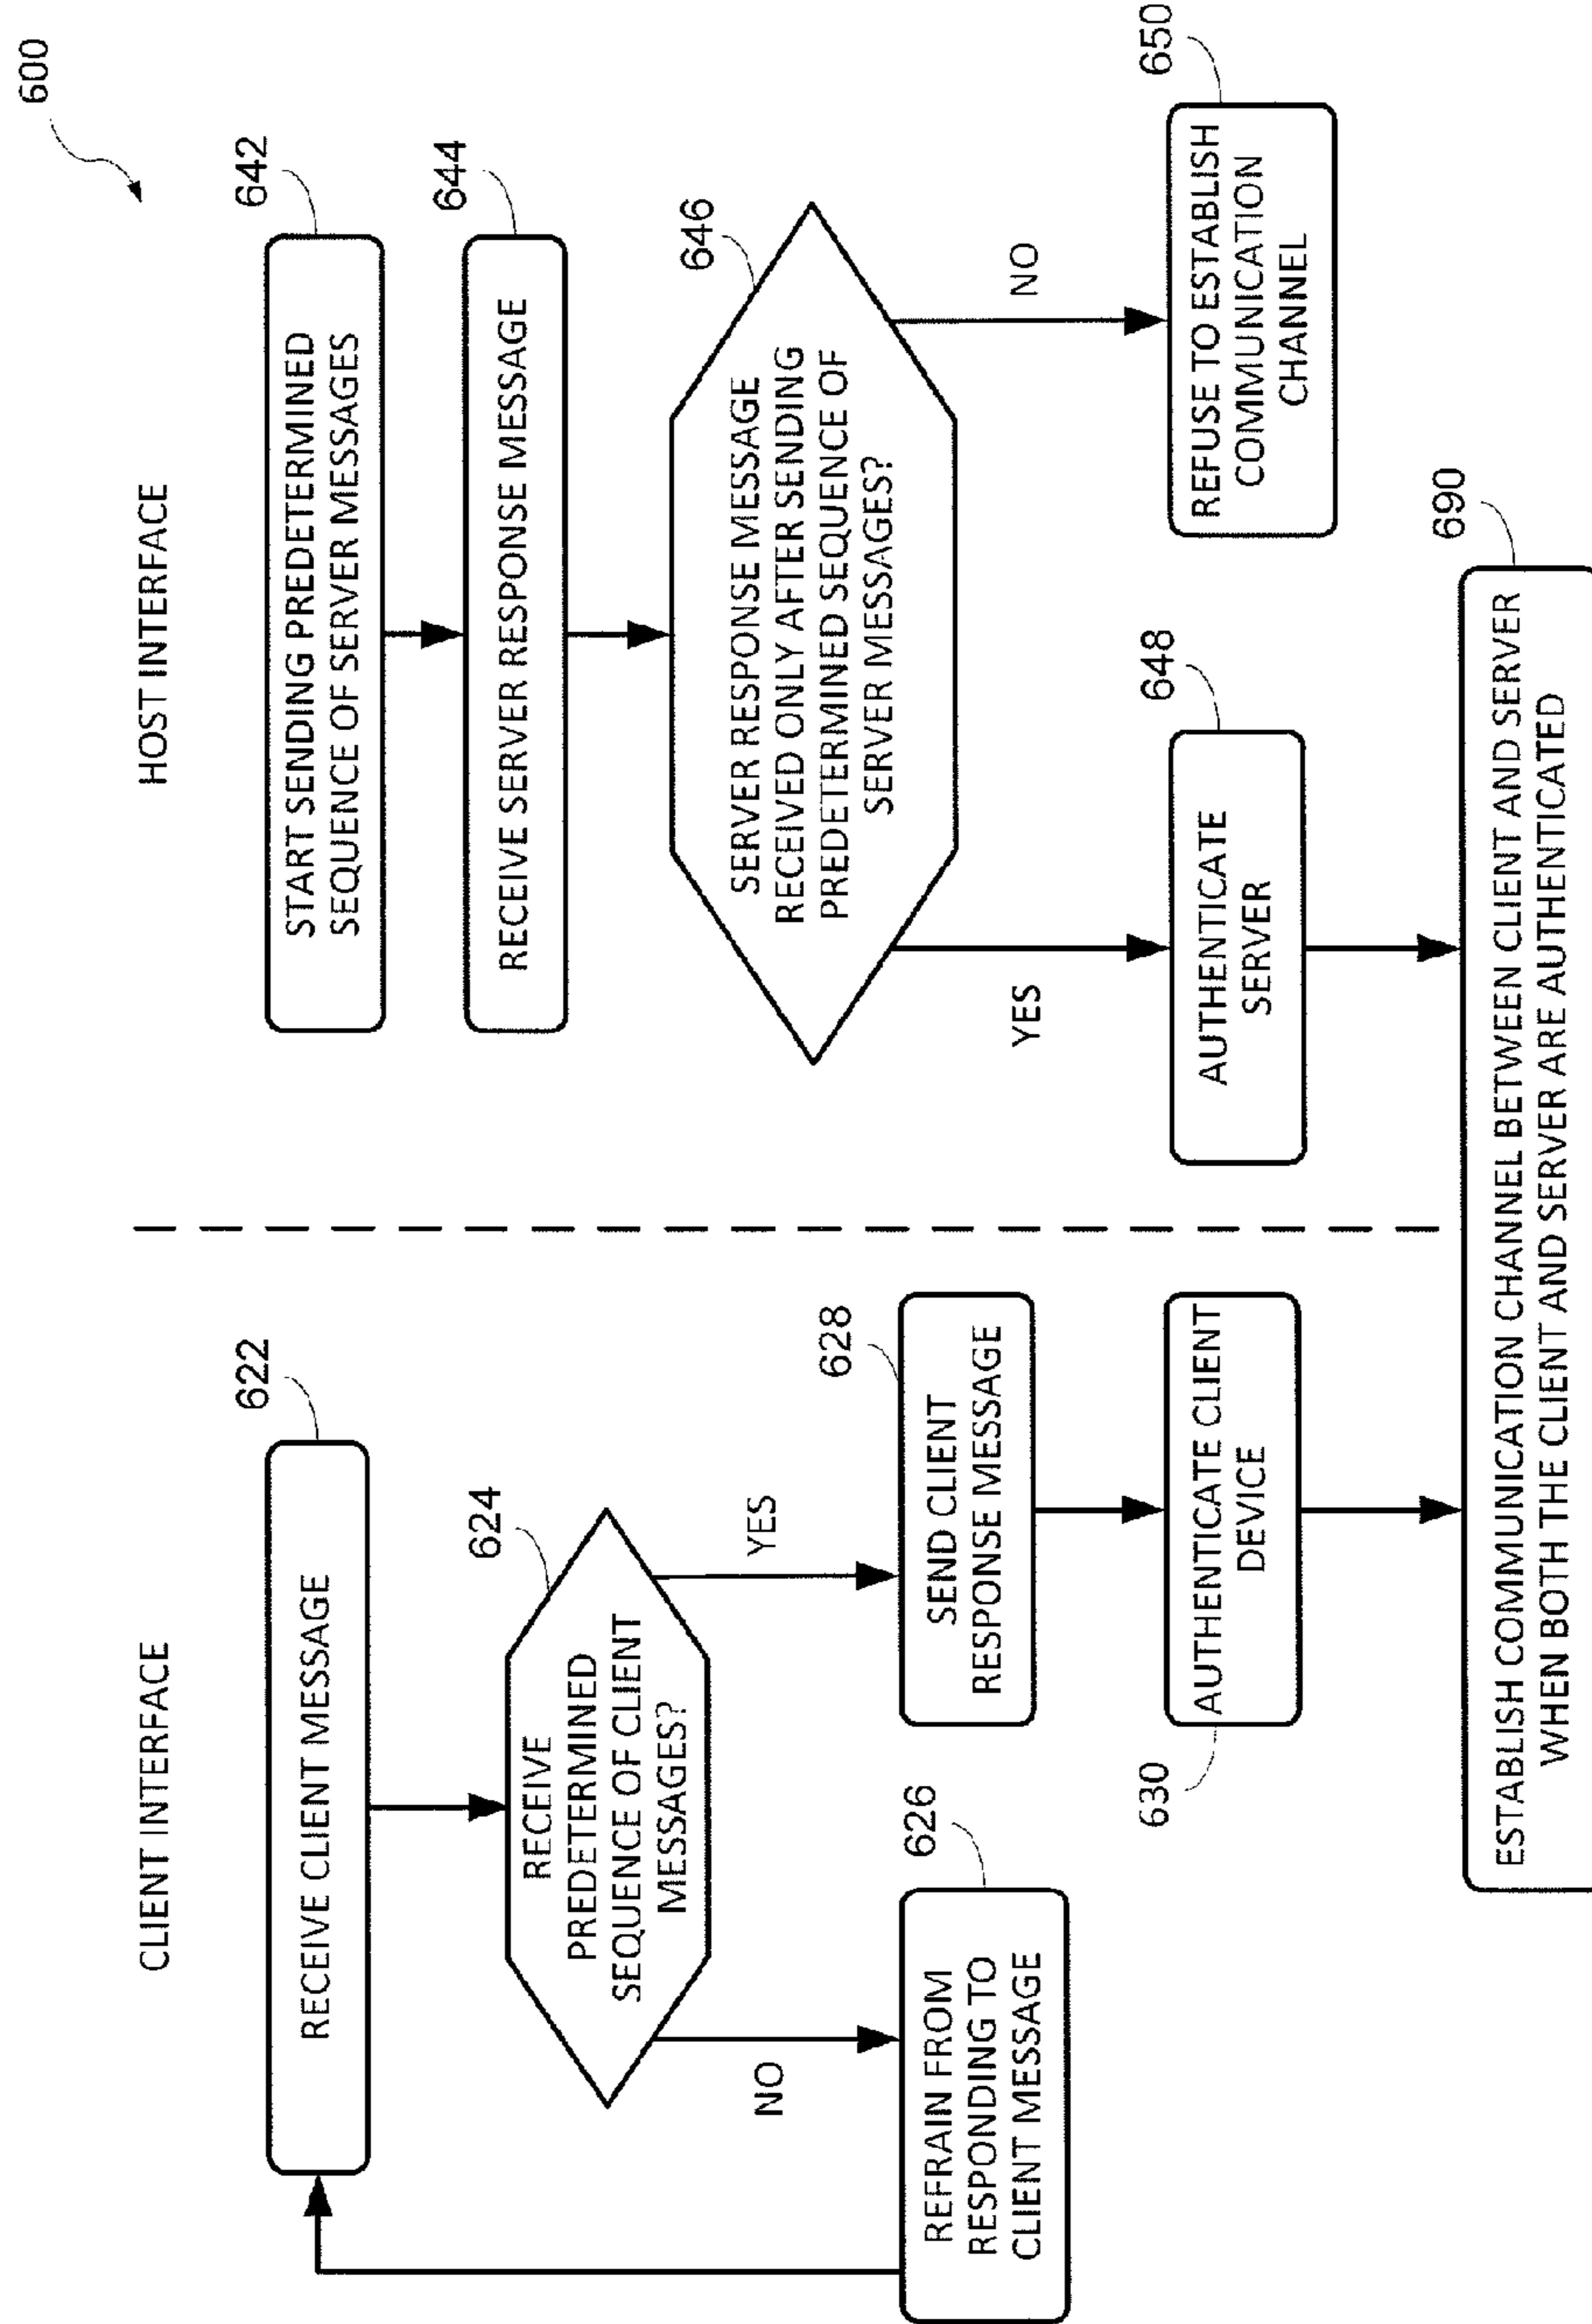 600
CLIENT INTERFACE
622
RECEIVE CLIENT MESSAGE
624
RECEIVE
PREDETERMINED
SEQUENCE OF CLIENT
MESSAGES?
NO
YES
626
REFRAIN FROM
RESPONDING TO
CLIENT MESSAGE
628
SEND CLIENT
RESPONSE MESSAGE
630
AUTHENTICATE CLIENT
DEVICE
HOST INTERFACE
642
START SENDING PREDETERMINED
SEQUENCE OF SERVER MESSAGES
644
RECEIVE SERVER RESPONSE MESSAGE
646
SERVER RESPONSE MESSAGE
RECEIVED ONLY AFTER SENDING
PREDETERMINED SEQUENCE OF
SERVER MESSAGES?
YES
NO
648
AUTHENTICATE
SERVER
650
REFUSE TO ESTABLISH
COMMUNICATION
CHANNEL
690
ESTABLISH COMMUNICATION CHANNEL BETWEEN CLIENT AND SERVER
WHEN BOTH THE CLIENT AND SERVER ARE AUTHENTICATED